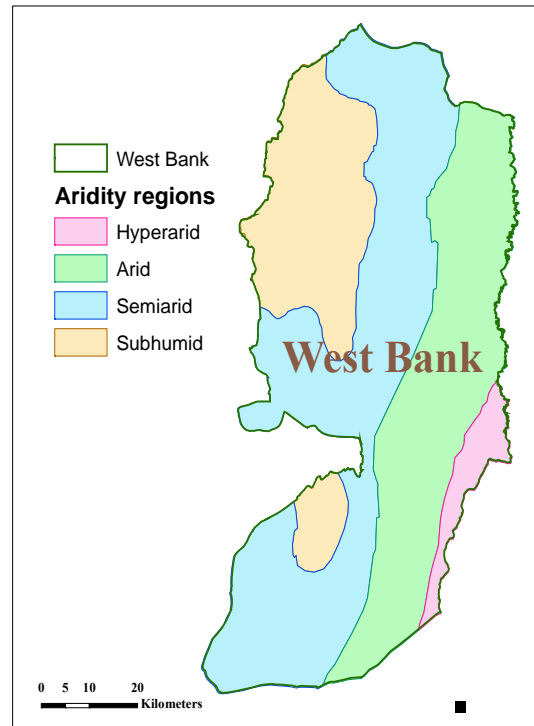 West Bank
Aridity regions
Hyperarid
Arid
Semiarid
Subhumid
West Bank
0 5 10 20
Kilometers